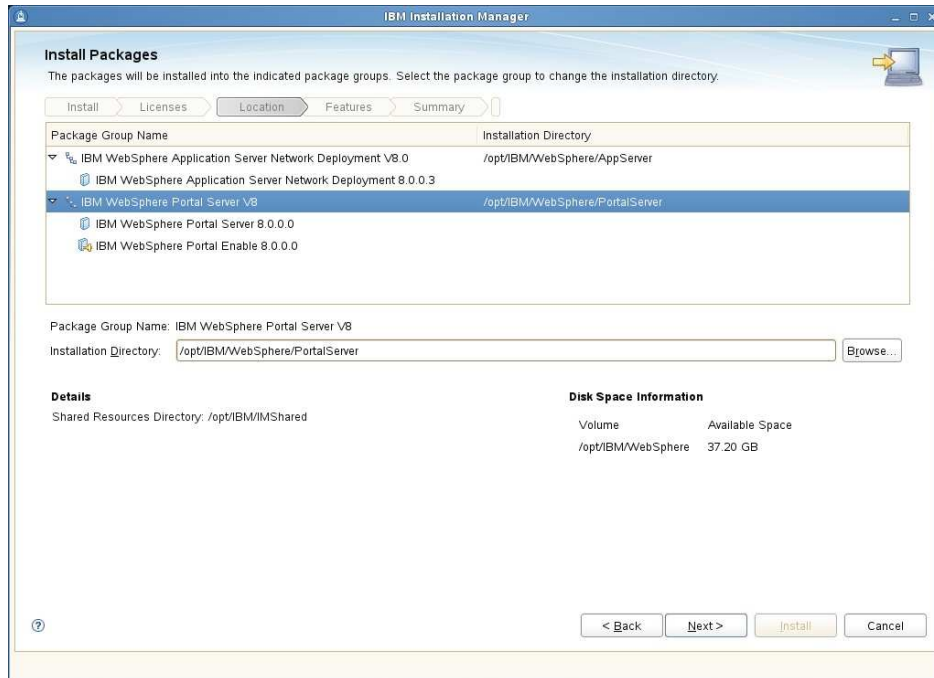 IBM Installation Manager
Install Packages
The packages will be installed into the indicated package groups. Select the package group to change the installation directory.
Install Licenses Location Features Summary
Package Group Name Installation Directory
IBM WebSphere Application Server Network Deployment V8.0 /opt/IBM/WebSphere/AppServer
IBM WebSphere Application Server Network Deployment 8.0.0.3
IBM WebSphere Portal Server V8 /opt/IBM/WebSphere/PortalServer
IBM WebSphere Portal Server 8.0.0.0
IBM WebSphere Portal Enable 8.0.0.0
Package Group Name: IBM WebSphere Portal Server V8
Installation Directory: /opt/IBM/WebSphere/PortalServer Browse...
Details Disk Space Information
Shared Resources Directory: /opt/IBM/IMShared
Volume Available Space
/opt/IBM/WebSphere 37.20 GB
? < Back Next > Install Cancel